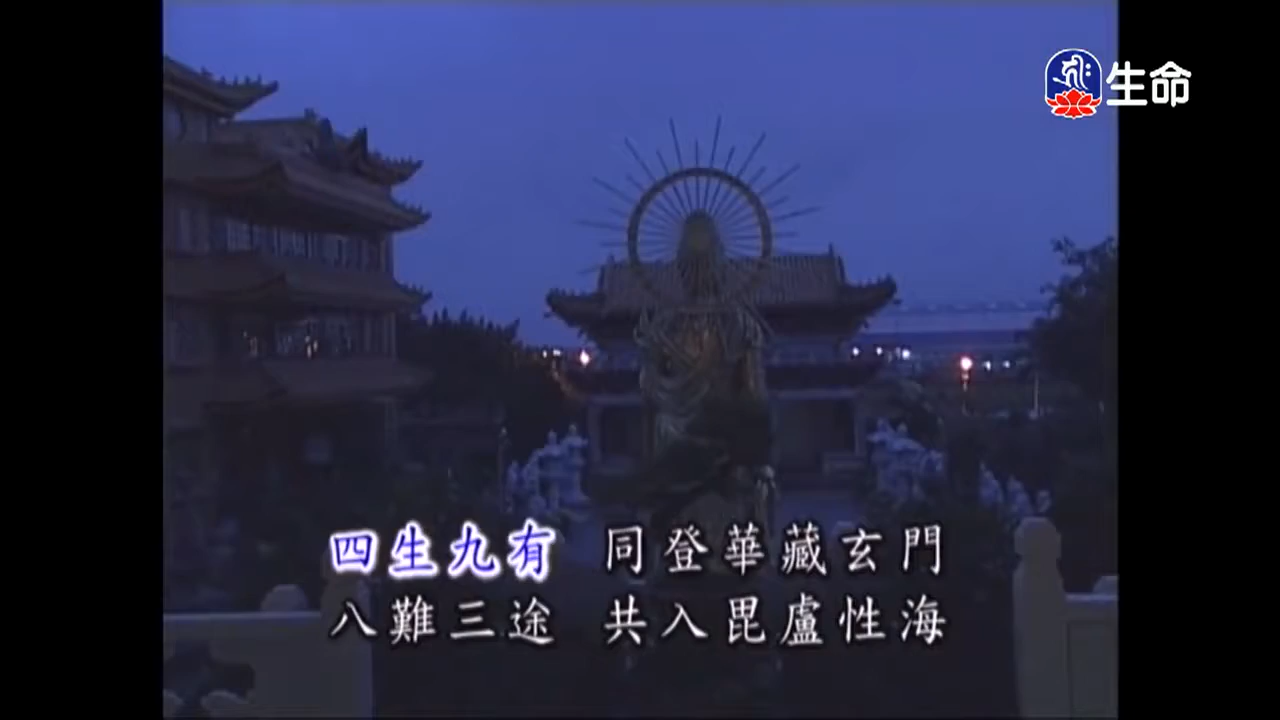 生命
四生九有 同登華藏玄門
八難三途 共入毘盧性海